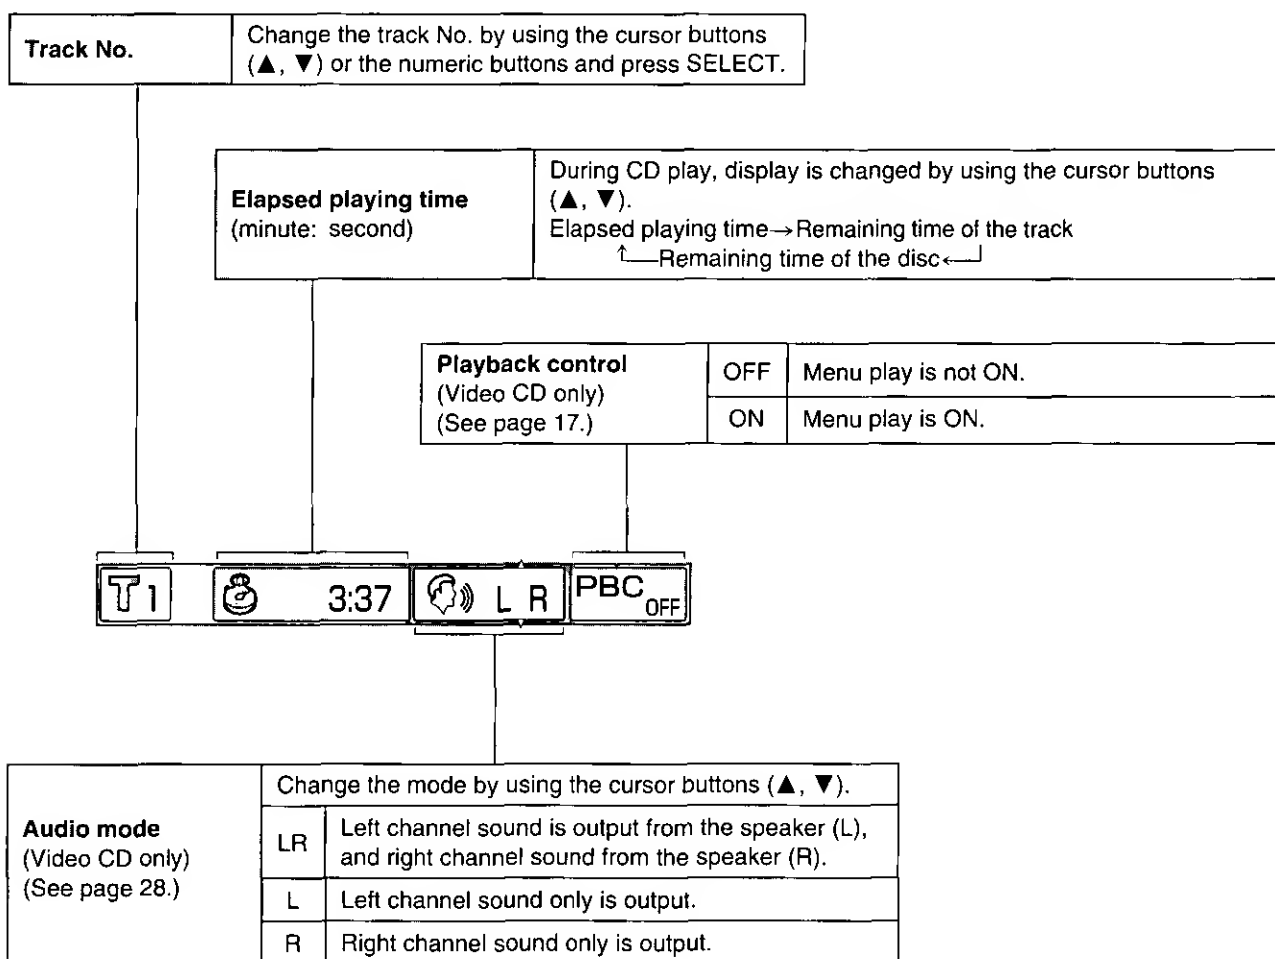 Track No.
Change the track No. by using the cursor buttons
(▲, ▼) or the numeric buttons and press SELECT.
Elapsed playing time
(minute: second)
During CD play, display is changed by using the cursor buttons
(▲, ▼).
Elapsed playing time→Remaining time of the track
↑—Remaining time of the disc←
Playback control
(Video CD only)
(See page 17.)
OFF Menu play is not ON.
ON Menu play is ON.
T 1 3:37 L R PBC OFF
Audio mode
(Video CD only)
(See page 28.)
Change the mode by using the cursor buttons (▲, ▼).
LR Left channel sound is output from the speaker (L),
and right channel sound from the speaker (R).
L Left channel sound only is output.
R Right channel sound only is output.